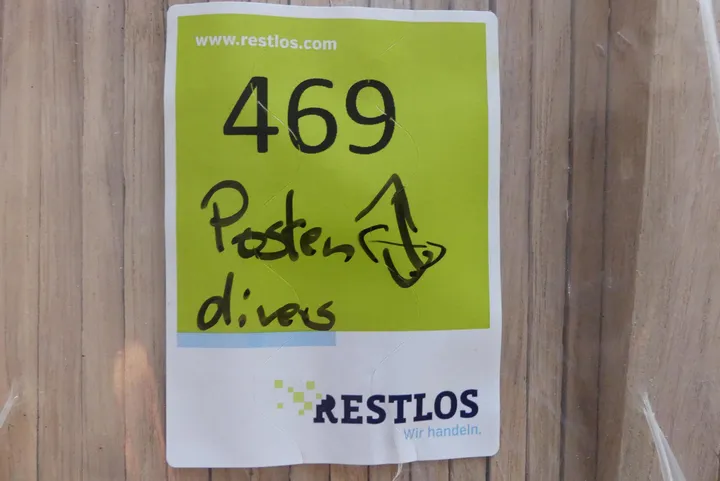 www.restlos.com
469
Posten
divers
RESTLOS
Wir handeln.